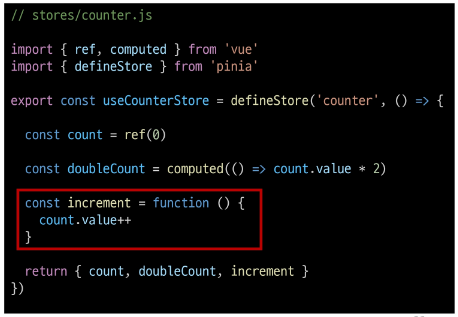 // stores/counter.js
import { ref, computed } from 'vue'
import { defineStore } from 'pinia'
export const useCounterStore = defineStore('counter', () => {
const count = ref(0)
const doubleCount = computed(() => count.value * 2)
const increment = function () {
count.value++
}
return { count, doubleCount, increment }
})